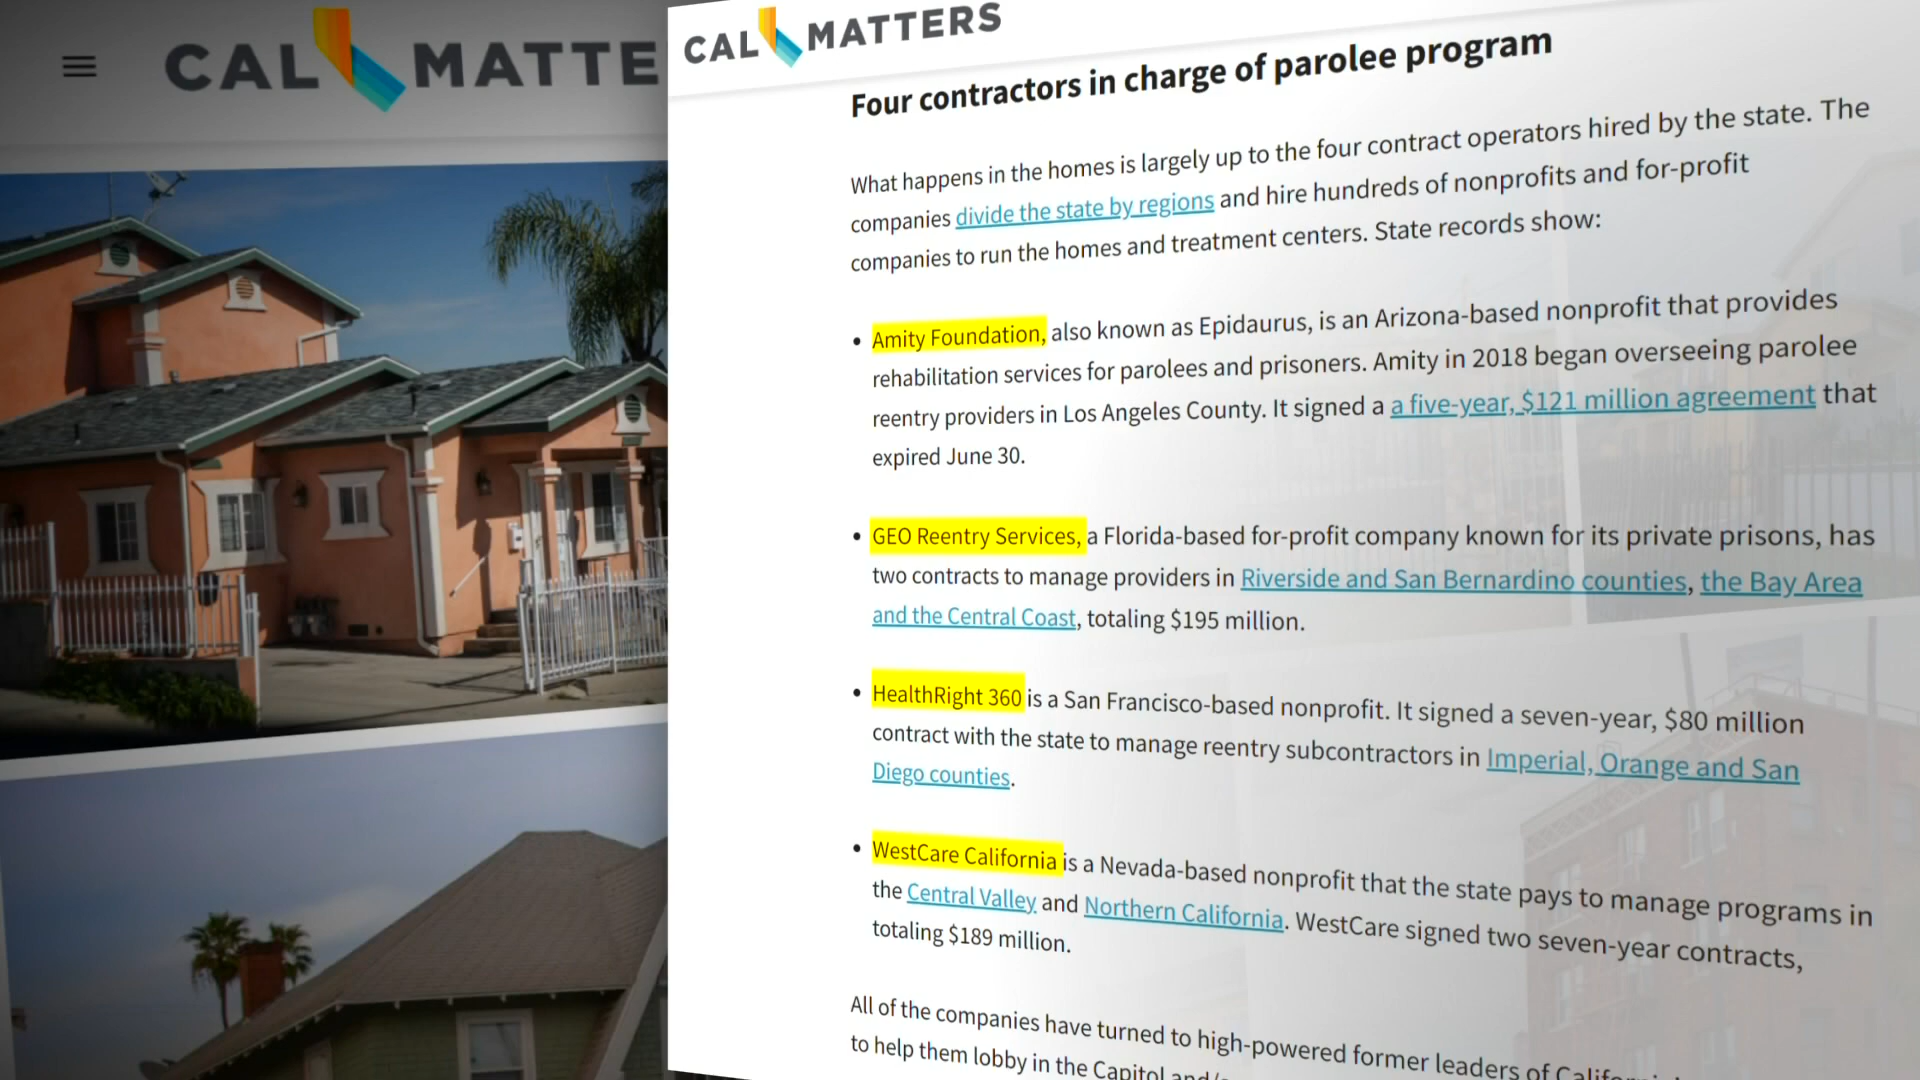 CAL MATTE
CAL MATTERS
Four contractors in charge of parolee program
What happens in the homes is largely up to the four contract operators hired by the state. The
companies divide the state by regions and hire hundreds of nonprofits and for-profit
companies to run the homes and treatment centers. State records show:
• Amity Foundation, also known as Epidaurus, is an Arizona-based nonprofit that provides
rehabilitation services for parolees and prisoners. Amity in 2018 began overseeing parolee
reentry providers in Los Angeles County. It signed a a five-year, $121 million agreement that
expired June 30.
• GEO Reentry Services, a Florida-based for-profit company known for its private prisons, has
two contracts to manage providers in Riverside and San Bernardino counties, the Bay Area
and the Central Coast, totaling $195 million.
• HealthRight 360 is a San Francisco-based nonprofit. It signed a seven-year, $80 million
contract with the state to manage reentry subcontractors in Imperial, Orange and San
Diego counties.
• WestCare California is a Nevada-based nonprofit that the state pays to manage programs in
the Central Valley and Northern California. WestCare signed two seven-year contracts,
totaling $189 million.
All of the companies have turned to high-powered former leaders of
to help them lobby in the Capitol